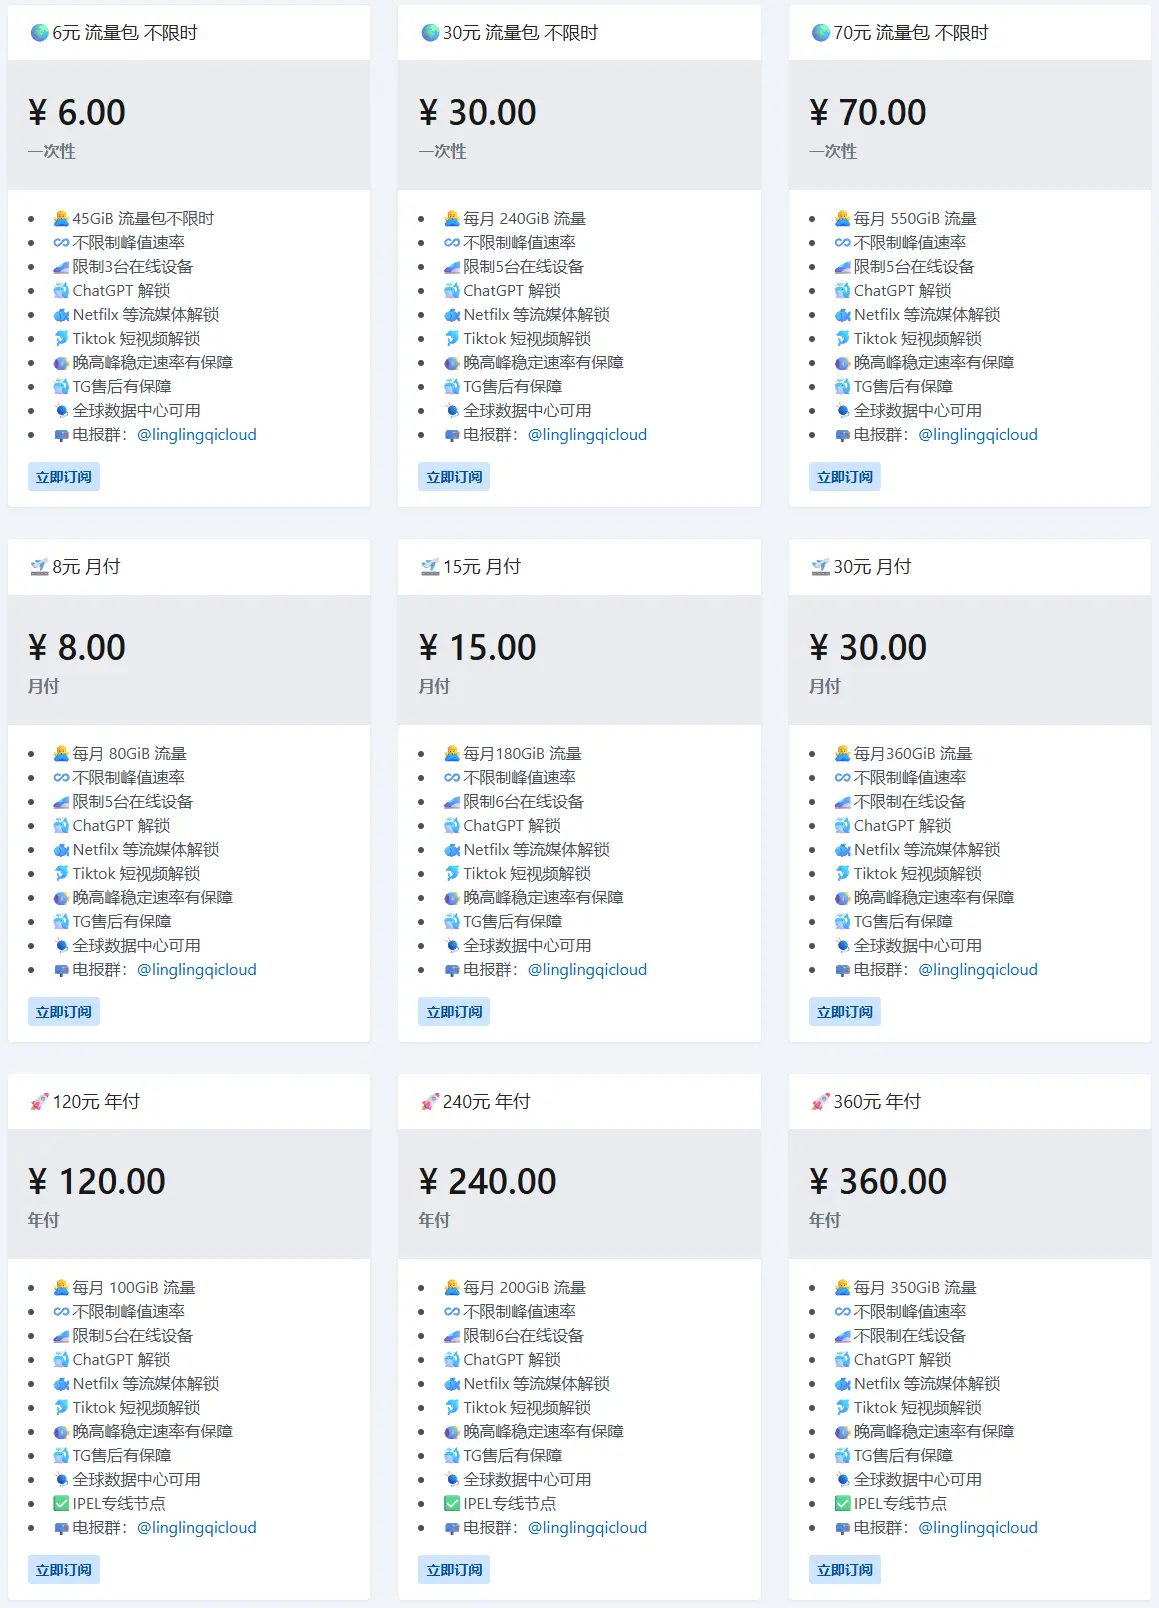 6元 流量包 不限时
¥ 6.00
一次性
45GiB 流量包不限时
不限制峰值速率
限制3台在线设备
ChatGPT 解锁
Netfilx 等流媒体解锁
Tiktok 短视频解锁
晚高峰稳定速率有保障
TG售后有保障
全球数据中心可用
电报群：@linglingqicloud
立即订阅
30元 流量包 不限时
¥ 30.00
一次性
每月 240GiB 流量
不限制峰值速率
限制5台在线设备
ChatGPT 解锁
Netfilx 等流媒体解锁
Tiktok 短视频解锁
晚高峰稳定速率有保障
TG售后有保障
全球数据中心可用
电报群：@linglingqicloud
立即订阅
70元 流量包 不限时
¥ 70.00
一次性
每月 550GiB 流量
不限制峰值速率
限制5台在线设备
ChatGPT 解锁
Netfilx 等流媒体解锁
Tiktok 短视频解锁
晚高峰稳定速率有保障
TG售后有保障
全球数据中心可用
电报群：@linglingqicloud
立即订阅
8元 月付
¥ 8.00
月付
每月 80GiB 流量
不限制峰值速率
限制5台在线设备
ChatGPT 解锁
Netfilx 等流媒体解锁
Tiktok 短视频解锁
晚高峰稳定速率有保障
TG售后有保障
全球数据中心可用
电报群：@linglingqicloud
立即订阅
15元 月付
¥ 15.00
月付
每月180GiB 流量
不限制峰值速率
限制6台在线设备
ChatGPT 解锁
Netfilx 等流媒体解锁
Tiktok 短视频解锁
晚高峰稳定速率有保障
TG售后有保障
全球数据中心可用
电报群：@linglingqicloud
立即订阅
30元 月付
¥ 30.00
月付
每月360GiB 流量
不限制峰值速率
不限制在线设备
ChatGPT 解锁
Netfilx 等流媒体解锁
Tiktok 短视频解锁
晚高峰稳定速率有保障
TG售后有保障
全球数据中心可用
电报群：@linglingqicloud
立即订阅
120元 年付
¥ 120.00
年付
每月 100GiB 流量
不限制峰值速率
限制5台在线设备
ChatGPT 解锁
Netfilx 等流媒体解锁
Tiktok 短视频解锁
晚高峰稳定速率有保障
TG售后有保障
全球数据中心可用
IPEL专线节点
电报群：@linglingqicloud
立即订阅
240元 年付
¥ 240.00
年付
每月 200GiB 流量
不限制峰值速率
限制6台在线设备
ChatGPT 解锁
Netfilx 等流媒体解锁
Tiktok 短视频解锁
晚高峰稳定速率有保障
TG售后有保障
全球数据中心可用
IPEL专线节点
电报群：@linglingqicloud
立即订阅
360元 年付
¥ 360.00
年付
每月 350GiB 流量
不限制峰值速率
不限制在线设备
ChatGPT 解锁
Netfilx 等流媒体解锁
Tiktok 短视频解锁
晚高峰稳定速率有保障
TG售后有保障
全球数据中心可用
IPEL专线节点
电报群：@linglingqicloud
立即订阅